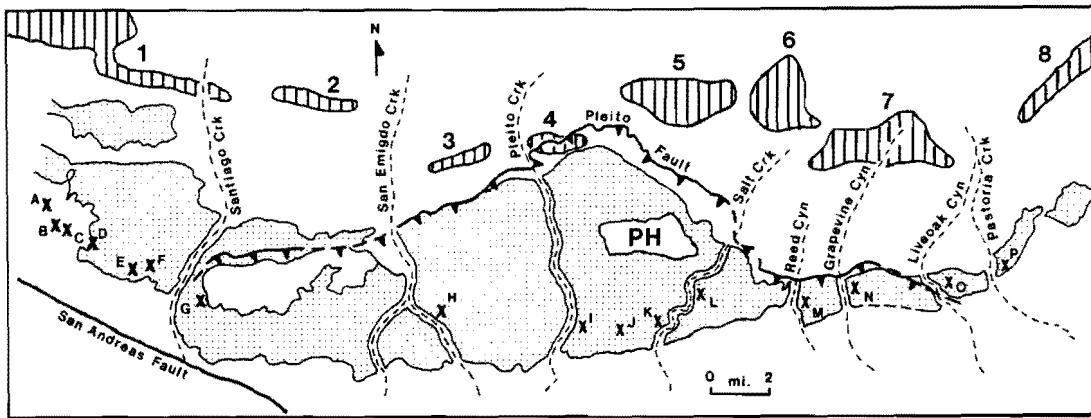 1
2
3
4
5
6
7
8
N
Santiago Crk
San Emigdo Crk
Pleito Crk
Pleito
Fault
Salt Crk
Reed Cyn
Grapevine Cyn
Liveoak Cyn
Pastoria Crk
PH
A
B
C
D
E
F
G
H
I
J
K
L
M
N
O
P
San Andreas Fault
0 mi. 2